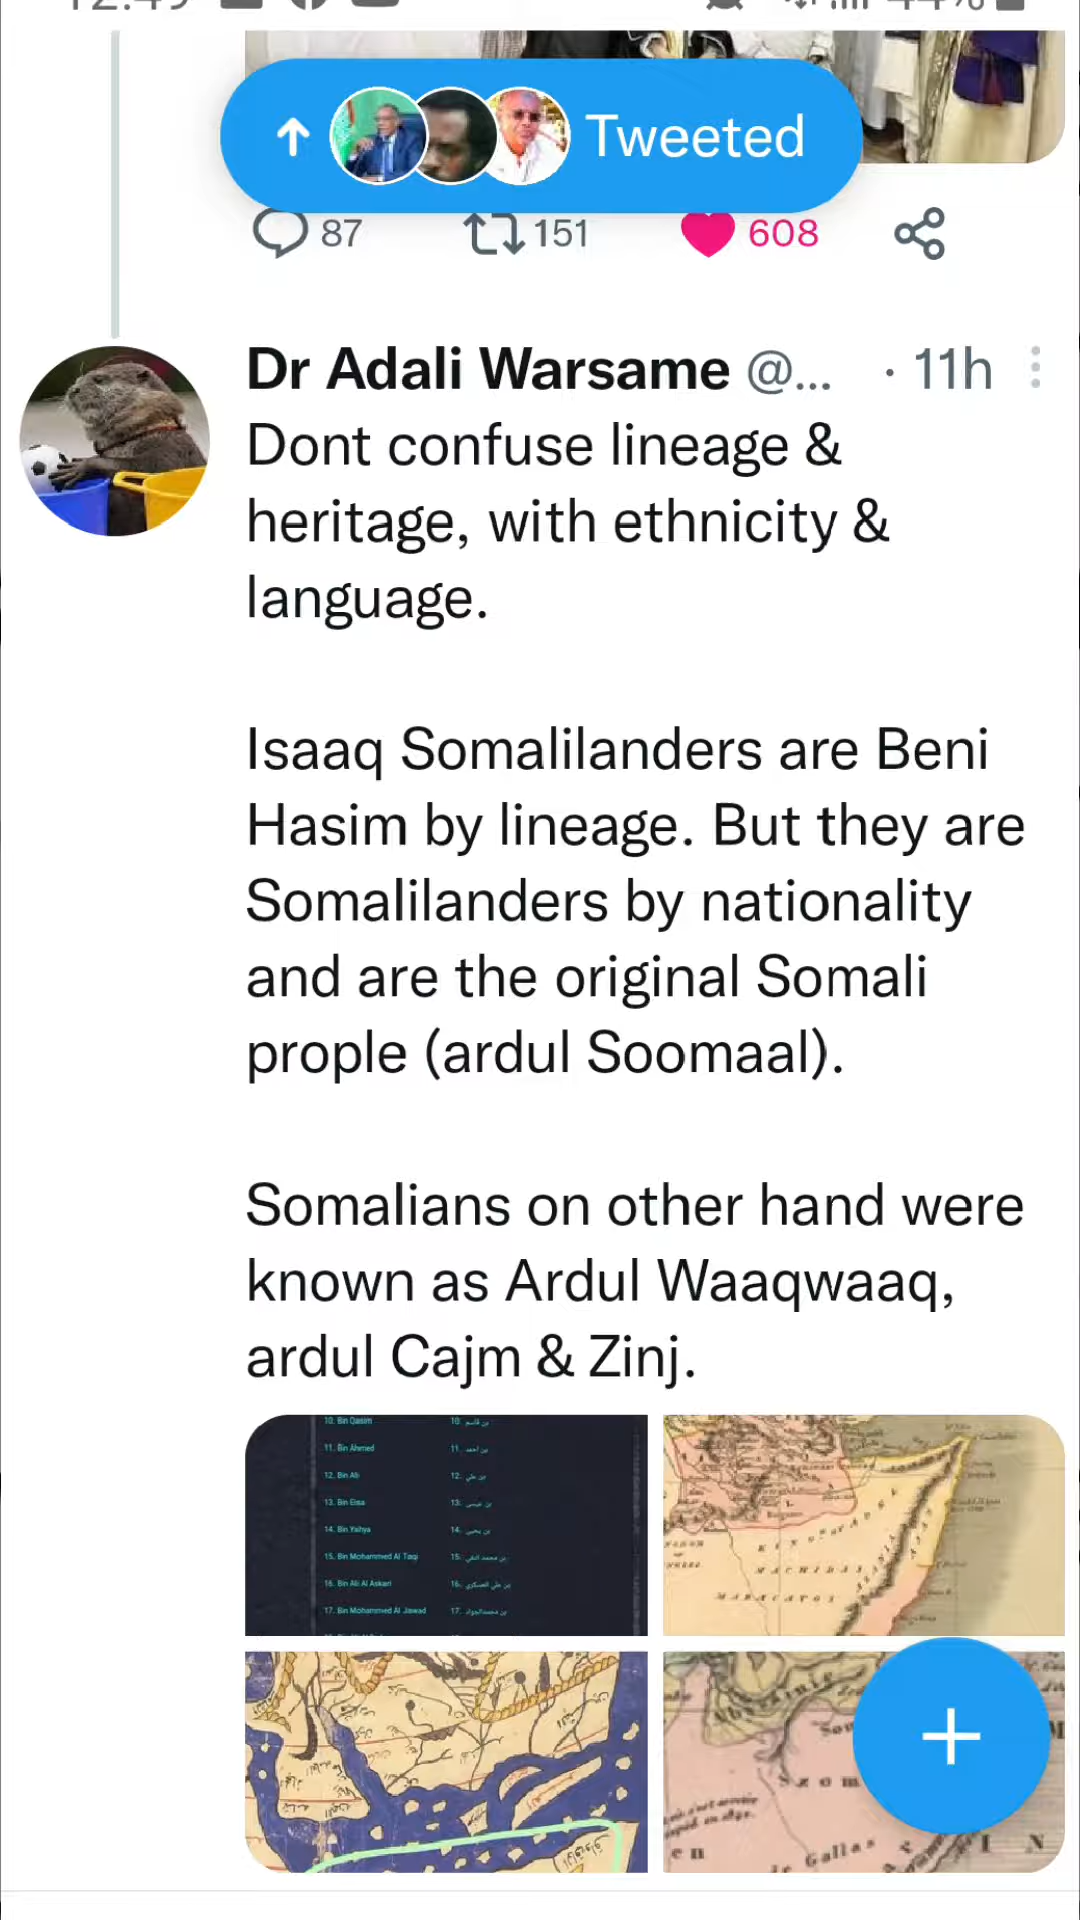 Tweeted
87 151 608
Dr Adali Warsame @... · 11h
Dont confuse lineage &
heritage, with ethnicity &
language.
Isaaq Somalilanders are Beni
Hasim by lineage. But they are
Somalilanders by nationality
and are the original Somali
prople (ardul Soomaal).
Somalians on other hand were
known as Ardul Waaqwaaq,
ardul Cajm & Zinj.
10. Bin Qasim
11. Bin Ahmed
12. Bin Ali
13. Bin Eisa
14. Bin Yahya
15. Bin Mohammed Al Taqi
16. Bin Ali Al Askari
17. Bin Mohammed Al Jawad